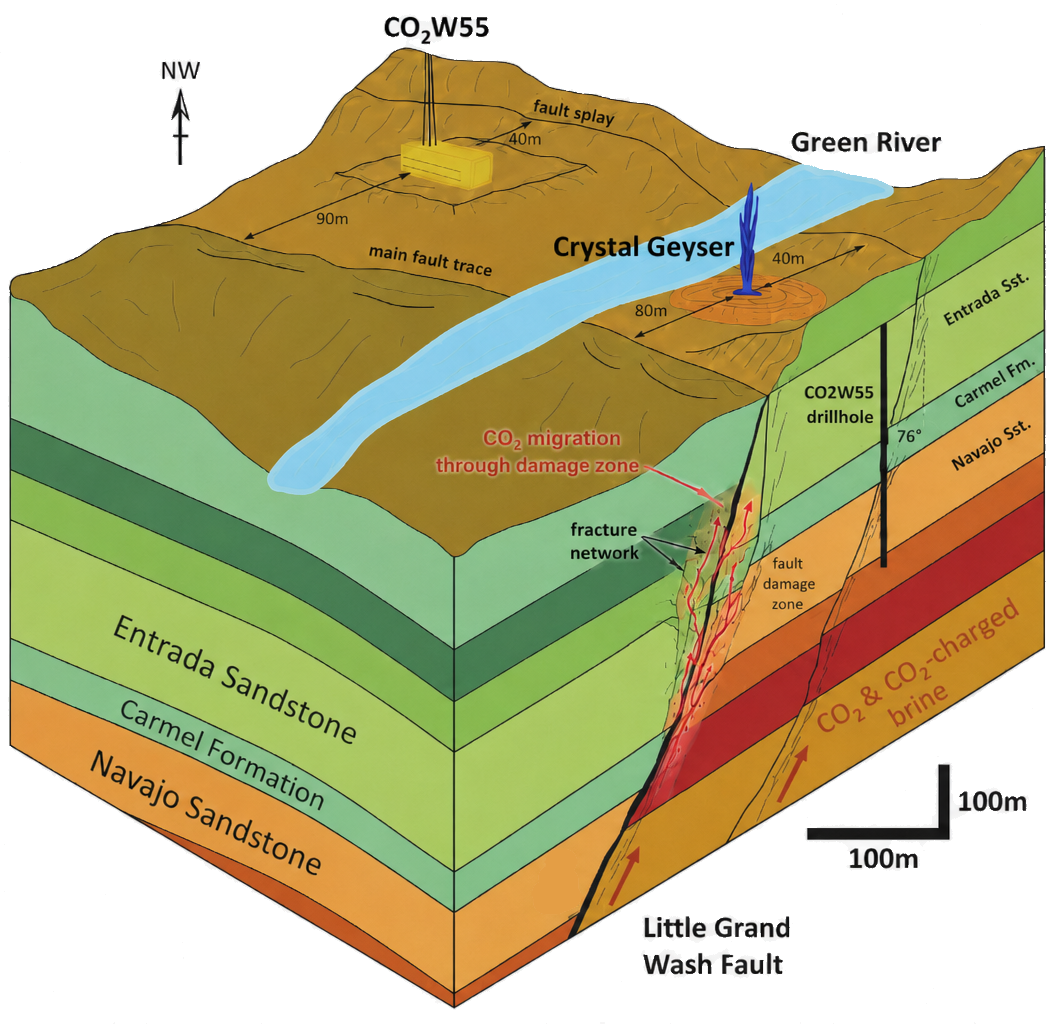 CO₂W55
NW
fault splay
40m
Green River
90m
Crystal Geyser
main fault trace
40m
80m
Entrada Sst.
CO2W55
drillhole
Carmel Fm.
76°
Navajo Sst.
CO₂ migration
through damage zone
fracture
network
fault
damage
zone
Entrada Sandstone
CO₂ & CO₂-charged
brine
Carmel Formation
Navajo Sandstone
100m
100m
Little Grand
Wash Fault